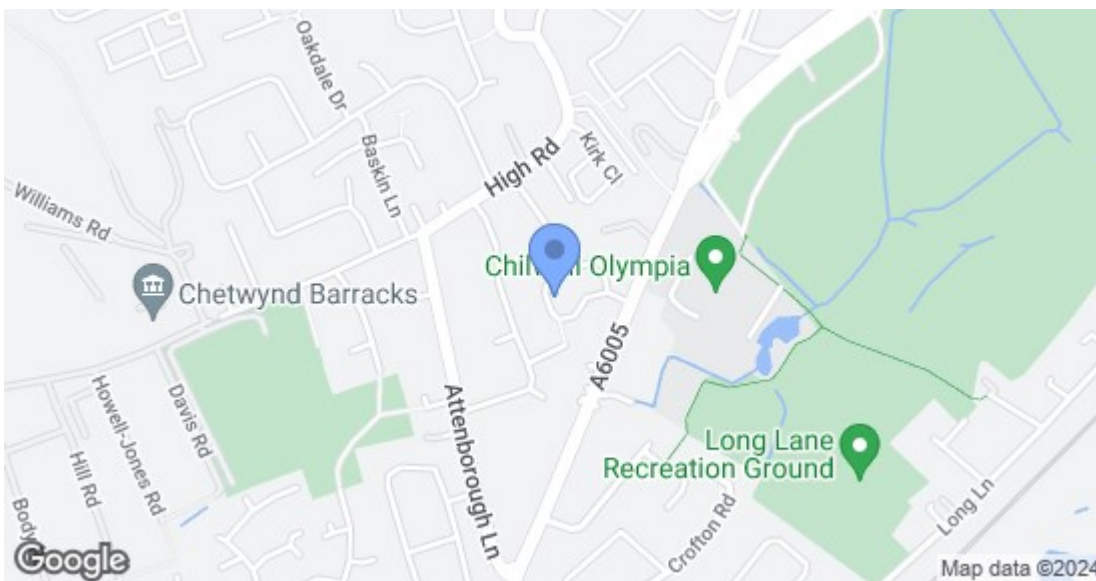 Oakdale Dr
Baskin Ln
High Rd
Kirk Cl
Williams Rd
Chetwynd Barracks
Olympia
A6005
Davis Rd
Howell-Jones Rd
Hill Rd
Attenborough Ln
Long Lane
Recreation Ground
Crofton Rd
Long Ln
Body
Google
Map data ©2024